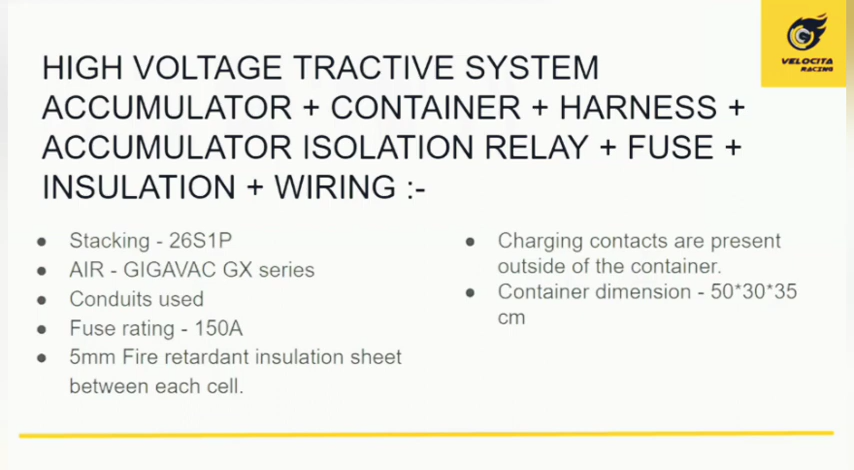 VELOCITA
RACING
HIGH VOLTAGE TRACTIVE SYSTEM
ACCUMULATOR + CONTAINER + HARNESS +
ACCUMULATOR ISOLATION RELAY + FUSE +
INSULATION + WIRING :-
● Stacking - 26S1P
● AIR - GIGAVAC GX series
● Conduits used
● Fuse rating - 150A
● 5mm Fire retardant insulation sheet
between each cell.
● Charging contacts are present
outside of the container.
● Container dimension - 50*30*35
cm